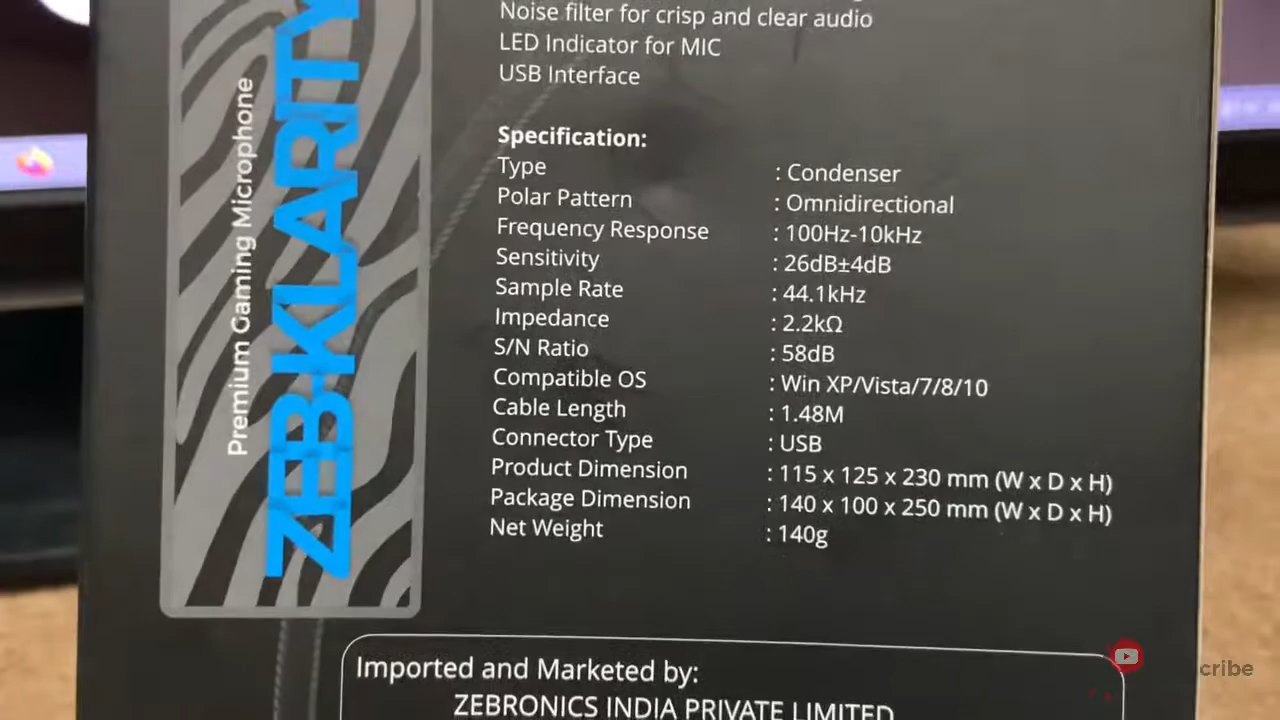 Noise filter for crisp and clear audio
LED Indicator for MIC
USB Interface
Specification:
Type : Condenser
Polar Pattern : Omnidirectional
Frequency Response : 100Hz-10kHz
Sensitivity : 26dB±4dB
Sample Rate : 44.1kHz
Impedance : 2.2kΩ
S/N Ratio : 58dB
Compatible OS : Win XP/Vista/7/8/10
Cable Length : 1.48M
Connector Type : USB
Product Dimension : 115 x 125 x 230 mm (W x D x H)
Package Dimension : 140 x 100 x 250 mm (W x D x H)
Net Weight : 140g
Premium Gaming Microphone
ZEB-KLARITY
Imported and Marketed by:
ZEBRONICS INDIA PRIVATE LIMITED
cribe